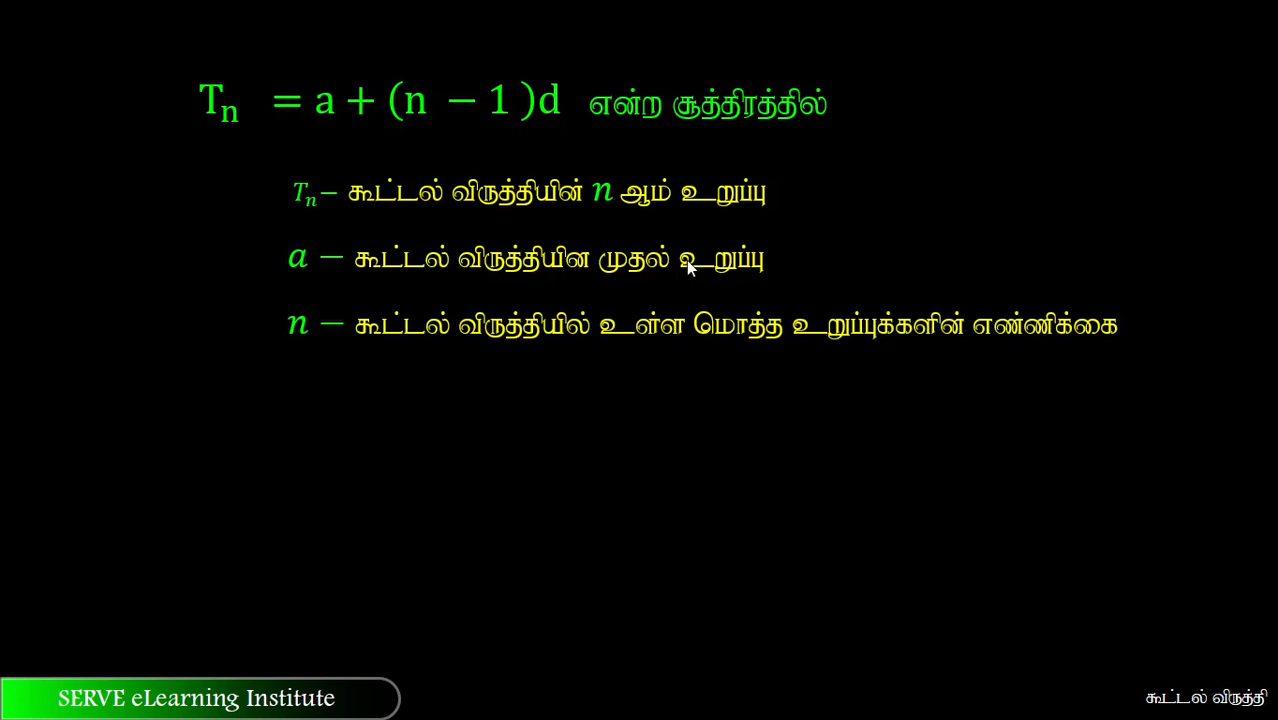 Tn = a + (n − 1)d என்ற சூத்திரத்தில்
Tn − கூட்டல் விருத்தியின் n ஆம் உறுப்பு
a − கூட்டல் விருத்தியின முதல் உறுப்பு
n − கூட்டல் விருத்தியில் உள்ள மொத்த உறுப்புக்களின் எண்ணிக்கை
SERVE eLearning Institute
கூட்டல் விருத்தி